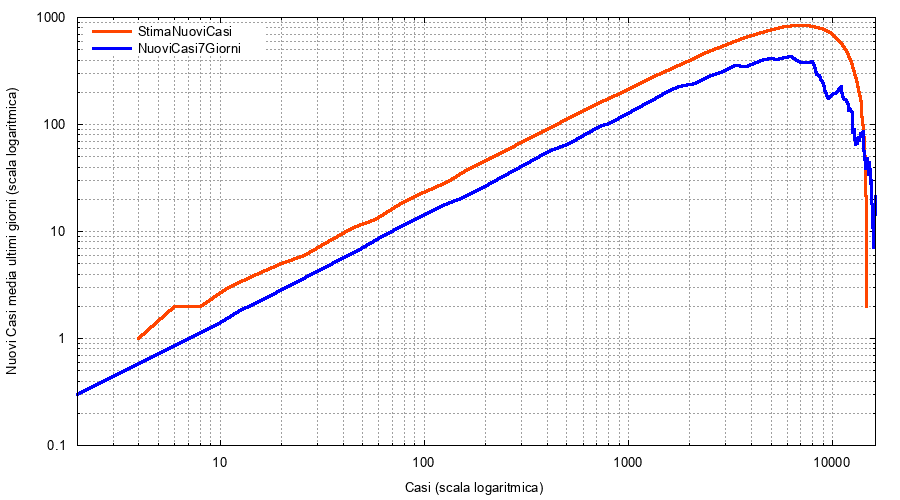 1000
100
10
1
0.1
StimaNuoviCasi
NuoviCasi7Giorni
Nuovi Casi media ultimi giorni (scala logaritmica)
10 100 1000 10000
Casi (scala logaritmica)